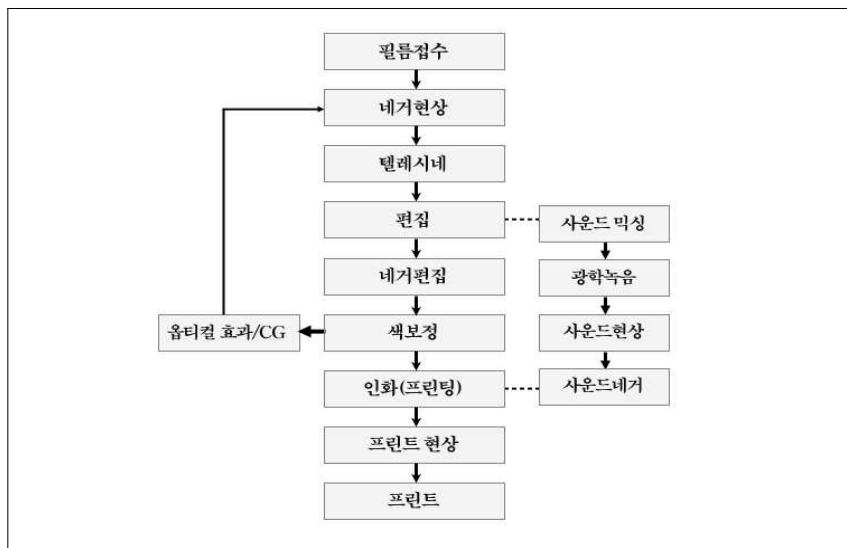 필름접수
네거현상
텔레시네
편집
사운드 믹싱
네거편집
광학녹음
옵티컬 효과/CG
색보정
사운드현상
인화(프린팅)
사운드네거
프린트 현상
프린트